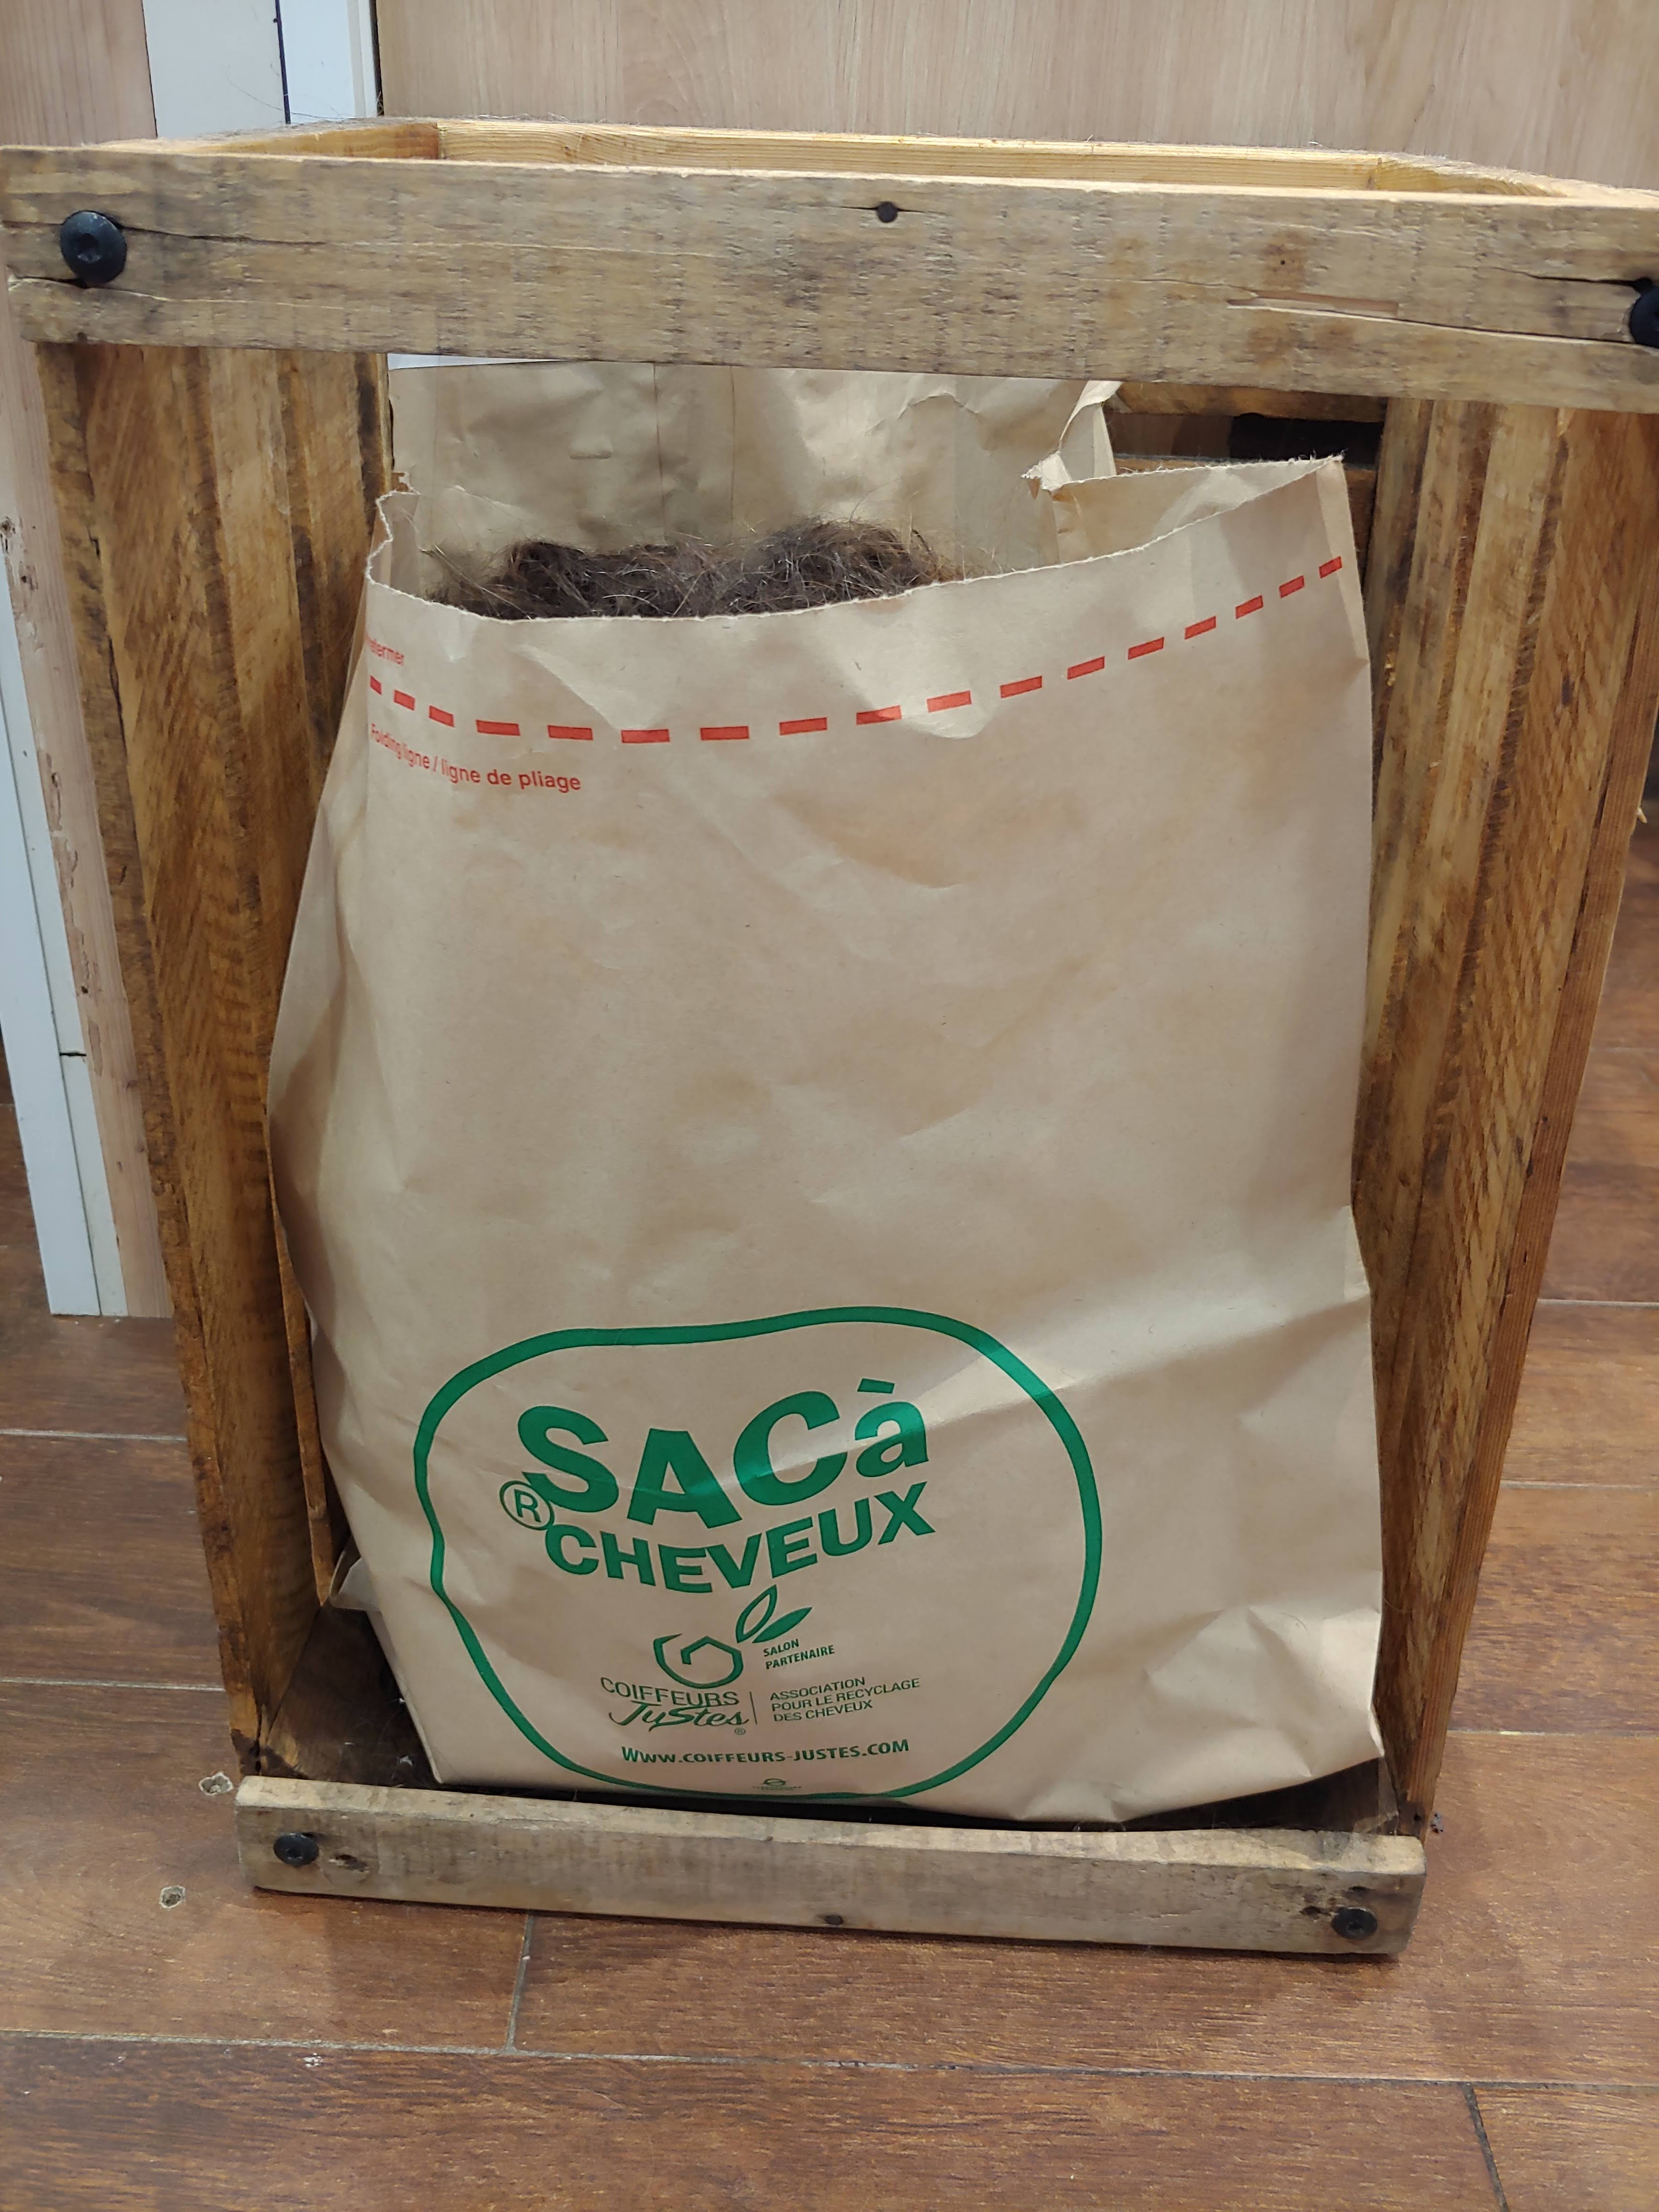 Folding ligne / ligne de pliage
SACà
®CHEVEUX
SALON
PARTENAIRE
COIFFEURS
Justes®
ASSOCIATION
POUR LE RECYCLAGE
DES CHEVEUX
WWW.COIFFEURS-JUSTES.COM